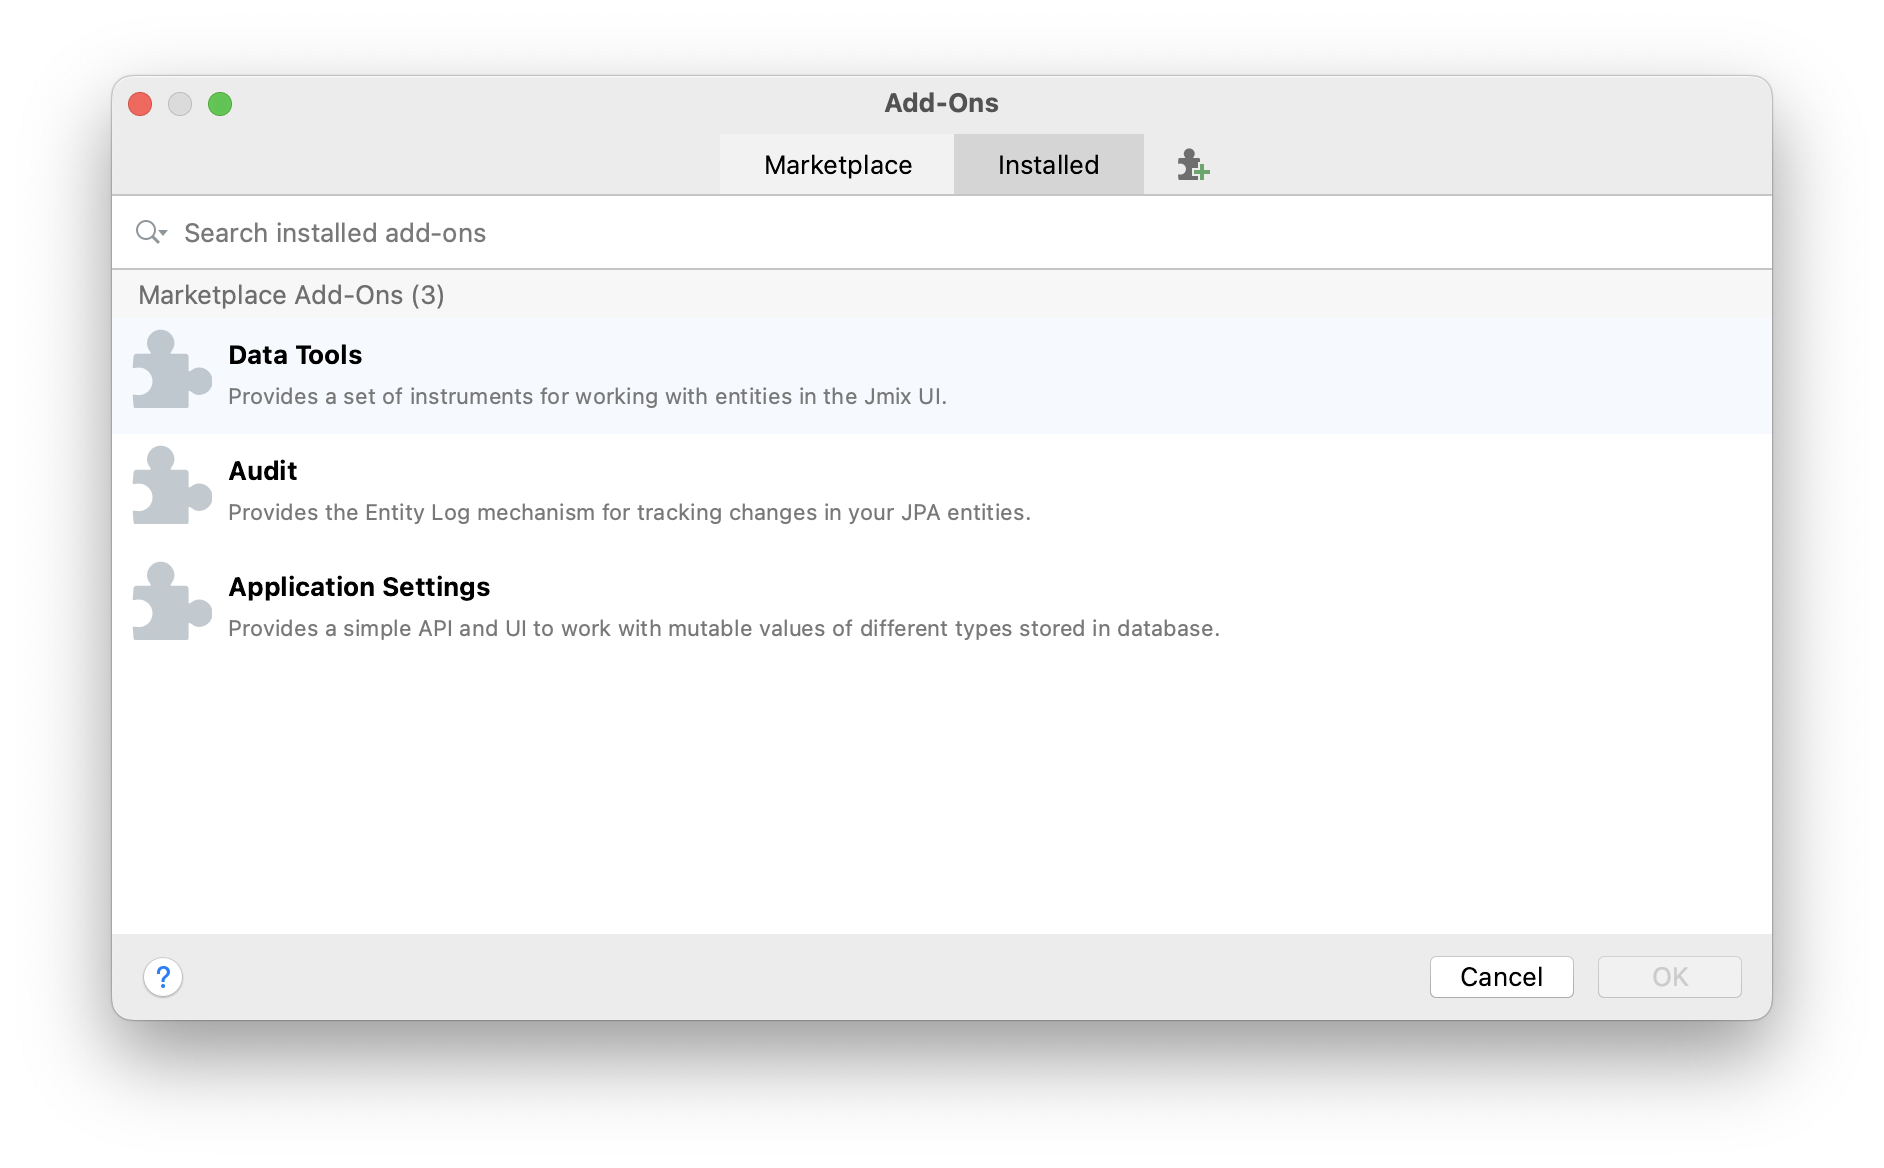 Add-Ons
Marketplace
Installed
Search installed add-ons
Marketplace Add-Ons (3)
Data Tools
Provides a set of instruments for working with entities in the Jmix UI.
Audit
Provides the Entity Log mechanism for tracking changes in your JPA entities.
Application Settings
Provides a simple API and UI to work with mutable values of different types stored in database.
?
Cancel
OK